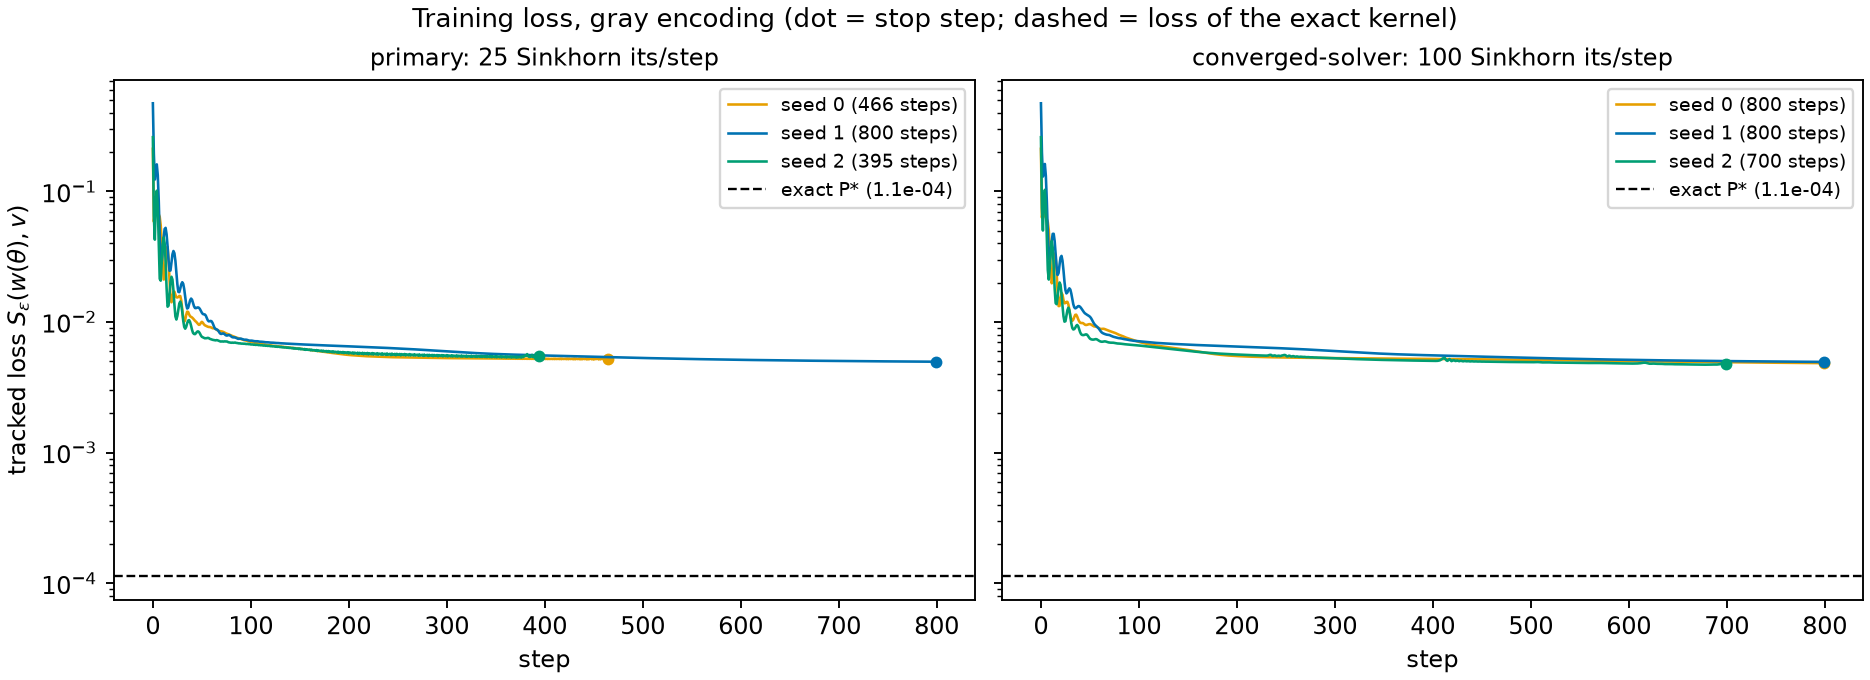 Training loss, gray encoding (dot = stop step; dashed = loss of the exact kernel)
primary: 25 Sinkhorn its/step
seed 0 (466 steps)
seed 1 (800 steps)
seed 2 (395 steps)
exact P* (1.1e-04)
tracked loss S_ε(w(θ), v)
10⁻¹
10⁻²
10⁻³
10⁻⁴
0 100 200 300 400 500 600 700 800
step
converged-solver: 100 Sinkhorn its/step
seed 0 (800 steps)
seed 1 (800 steps)
seed 2 (700 steps)
exact P* (1.1e-04)
0 100 200 300 400 500 600 700 800
step